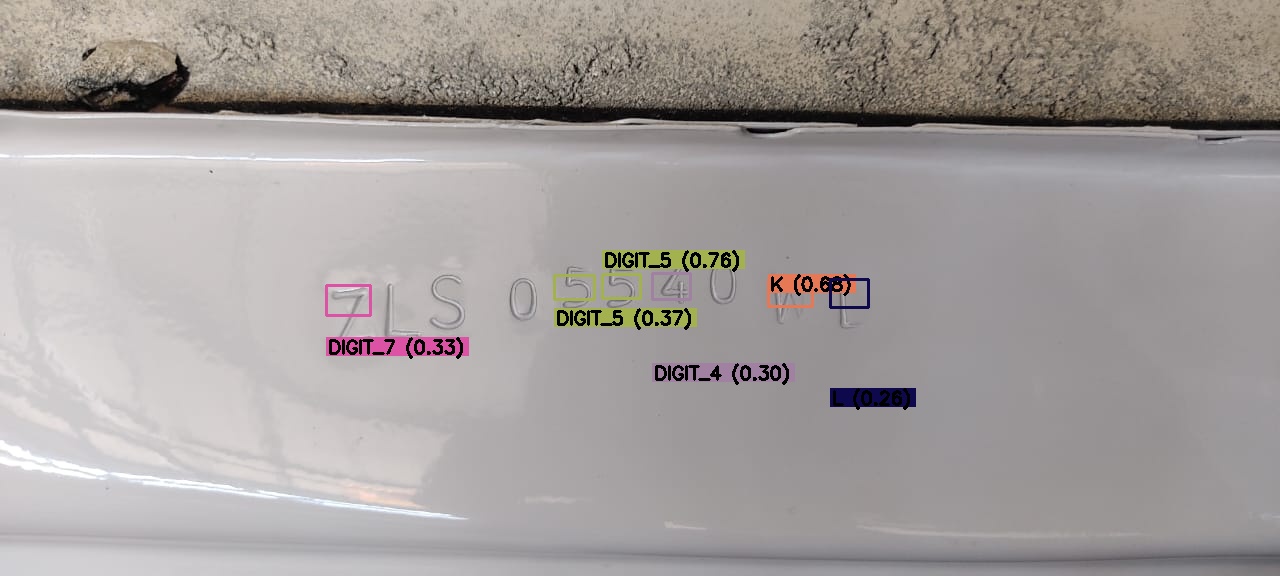 DIGIT_5 (0.76)
7LS 05540 WL
K (0.68)
DIGIT_5 (0.37)
DIGIT_7 (0.33)
DIGIT_4 (0.30)
L (0.26)